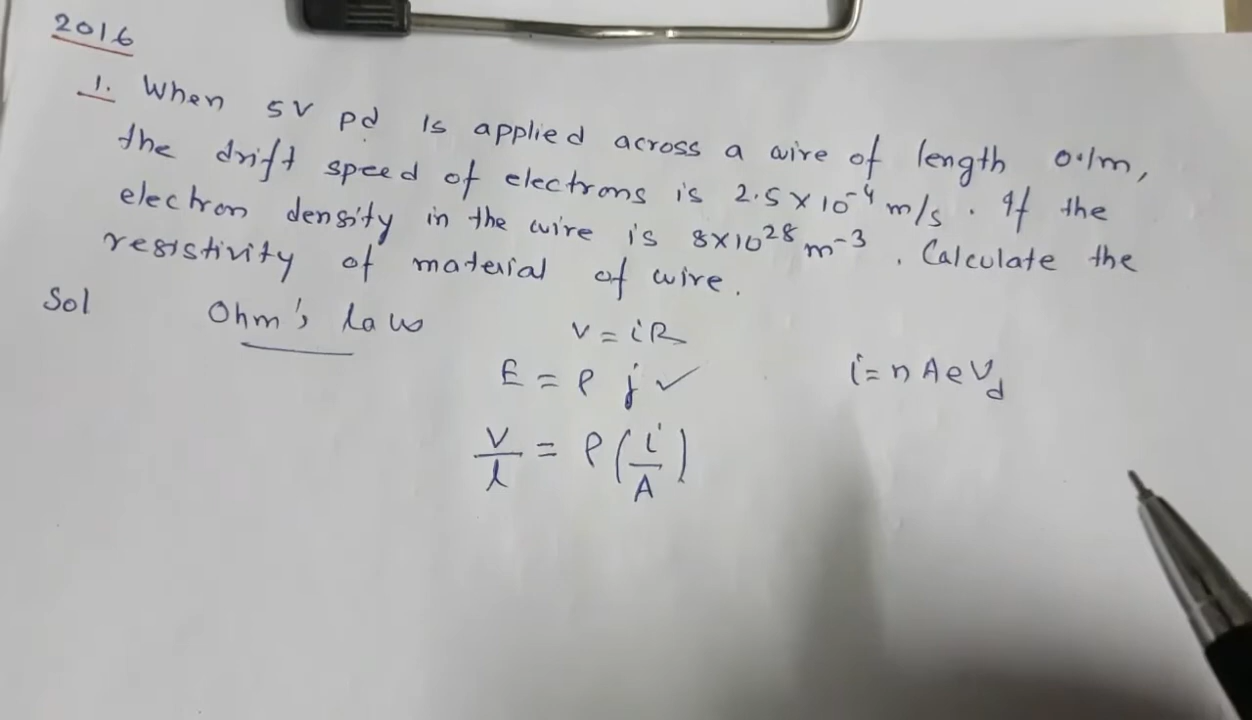 2016
1. When 5V pd Is applied across a wire of length 0.1m,
the drift speed of electrons is 2.5 × 10⁻⁴ m/s. If the
electron density in the wire is 8×10²⁸ m⁻³. Calculate the
resistivity of material of wire.
Sol Ohm's law V = iR
E = ρ j ✓ i = n A e V_d
V/l = ρ (i/A)